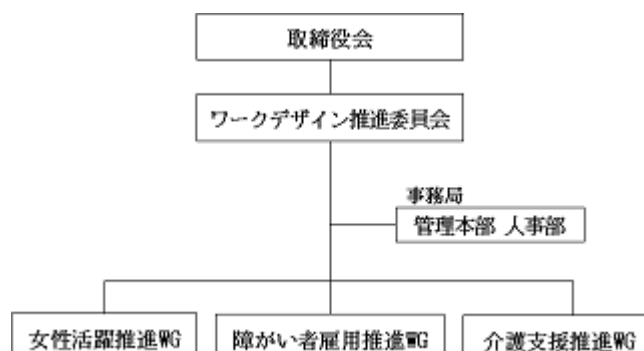 取締役会
ワークデザイン推進委員会
事務局
管理本部 人事部
女性活躍推進WG
障がい者雇用推進WG
介護支援推進WG